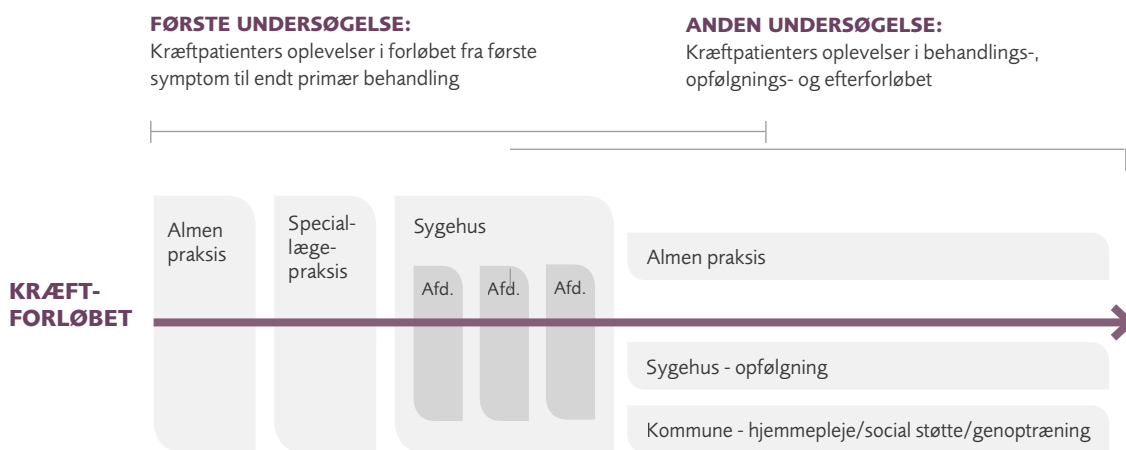 FØRSTE UNDERSØGELSE:
Kræftpatienters oplevelser i forløbet fra første
symptom til endt primær behandling
ANDEN UNDERSØGELSE:
Kræftpatienters oplevelser i behandlings-,
opfølgnings- og efterforløbet
KRÆFT-
FORLØBET
Almen
praksis
Special-
læge-
praksis
Sygehus
Afd.
Afd.
Afd.
Almen praksis
Sygehus - opfølgning
Kommune - hjemmepleje/social støtte/genoptræning